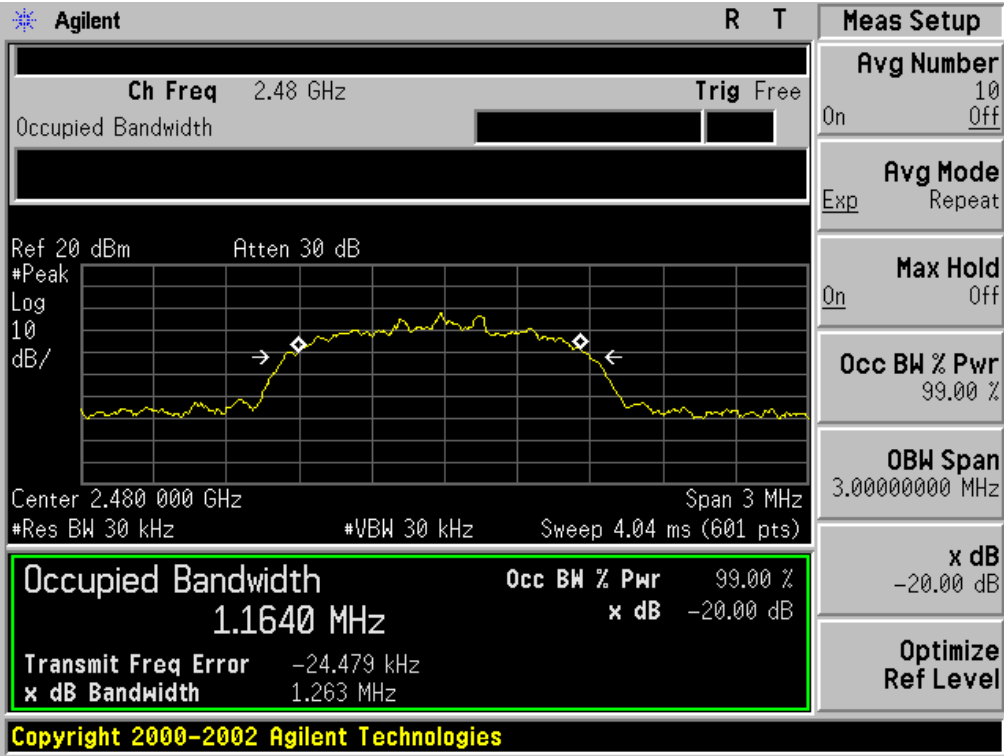 Agilent R T
Meas Setup
Ch Freq 2.48 GHz Trig Free
Occupied Bandwidth
Ref 20 dBm Atten 30 dB
#Peak
Log
10
dB/
Center 2.480 000 GHz Span 3 MHz
#Res BW 30 kHz #VBW 30 kHz Sweep 4.04 ms (601 pts)
Occupied Bandwidth
1.1640 MHz
Occ BW % Pwr 99.00 %
x dB -20.00 dB
Transmit Freq Error -24.479 kHz
x dB Bandwidth 1.263 MHz
Copyright 2000-2002 Agilent Technologies
Avg Number
10
On Off
Avg Mode
Exp Repeat
Max Hold
On Off
Occ BW % Pwr
99.00 %
OBW Span
3.00000000 MHz
x dB
-20.00 dB
Optimize
Ref Level